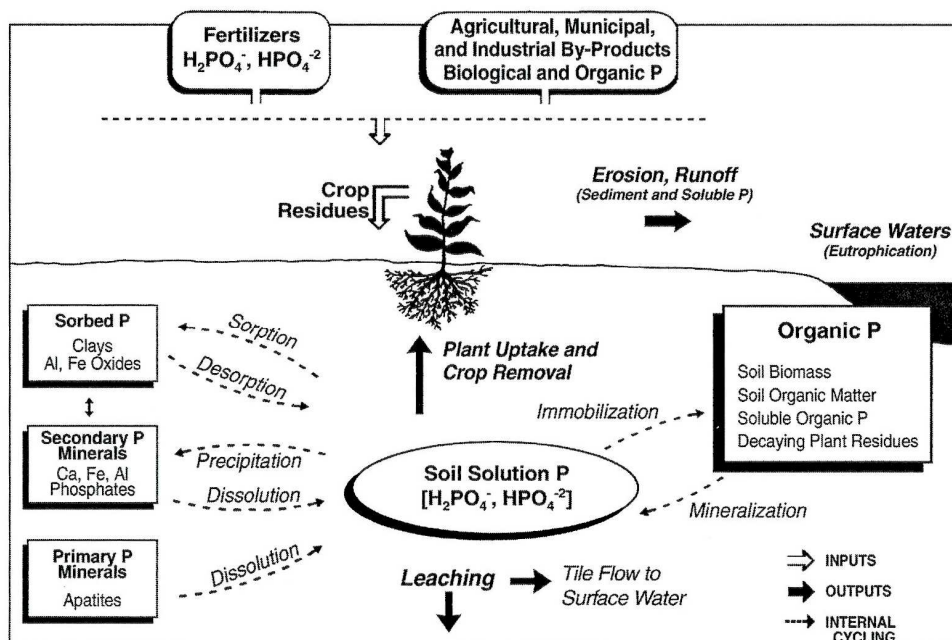 Fertilizers
H₂PO₄⁻, HPO₄⁻²
Agricultural, Municipal,
and Industrial By-Products
Biological and Organic P
Crop
Residues
Erosion, Runoff
(Sediment and Soluble P)
Surface Waters
(Eutrophication)
Sorbed P
Clays
Al, Fe Oxides
Sorption
Desorption
Plant Uptake and
Crop Removal
Organic P
Soil Biomass
Soil Organic Matter
Soluble Organic P
Decaying Plant Residues
Immobilization
Secondary P
Minerals
Ca, Fe, Al
Phosphates
Precipitation
Dissolution
Soil Solution P
[H₂PO₄⁻, HPO₄⁻²]
Mineralization
Primary P
Minerals
Apatites
Dissolution
Leaching
Tile Flow to
Surface Water
INPUTS
OUTPUTS
INTERNAL
CYCLING